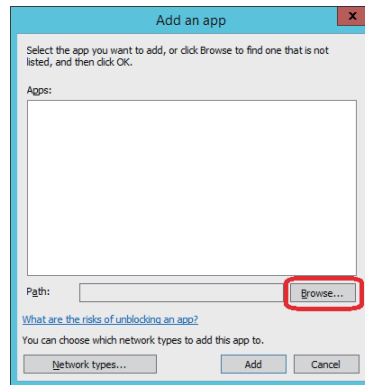 Add an app
x
Select the app you want to add, or click Browse to find one that is not
listed, and then click OK.
Apps:
Path:
Browse...
What are the risks of unblocking an app?
You can choose which network types to add this app to.
Network types...
Add
Cancel